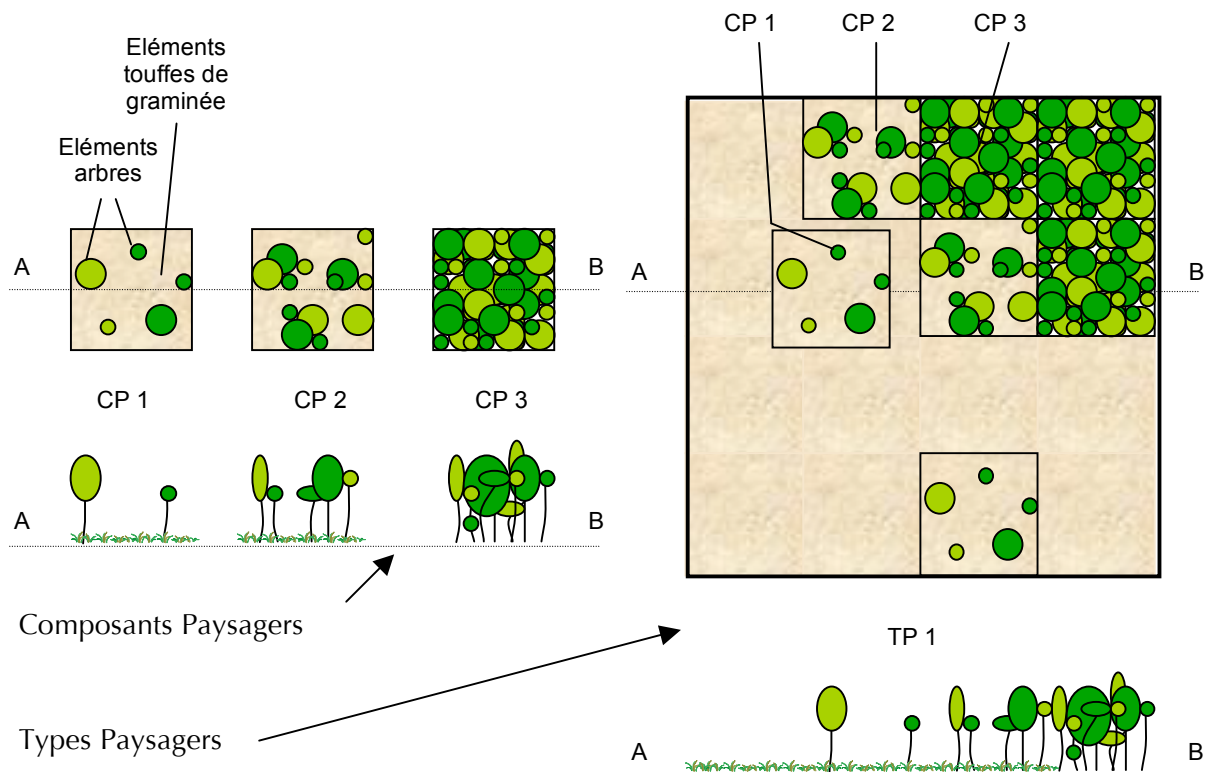 Eléments
touffes de
graminée
Eléments
arbres
A
B
CP 1
CP 2
CP 3
A
B
Composants Paysagers
Types Paysagers
CP 1
CP 2
CP 3
A
B
TP 1
A
B